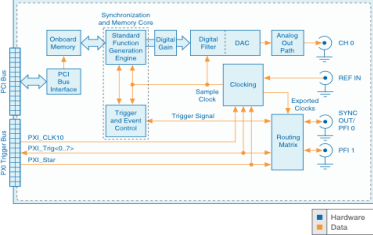 Synchronization
and Memory Core
Onboard
Memory
Standard
Function
Generation
Engine
Digital
Gain
Digital
Filter
DAC
Analog
Out
Path
CH 0
PCI Bus
PCI
Bus
Interface
Clocking
REF IN
Sample
Clock
Exported
Clocks
Trigger
and Event
Control
Trigger Signal
SYNC
OUT/
PFI 0
PXI Trigger Bus
PXI_CLK10
PXI_Trig<0..7>
PXI_Star
Routing
Matrix
PFI 1
Hardware
Data